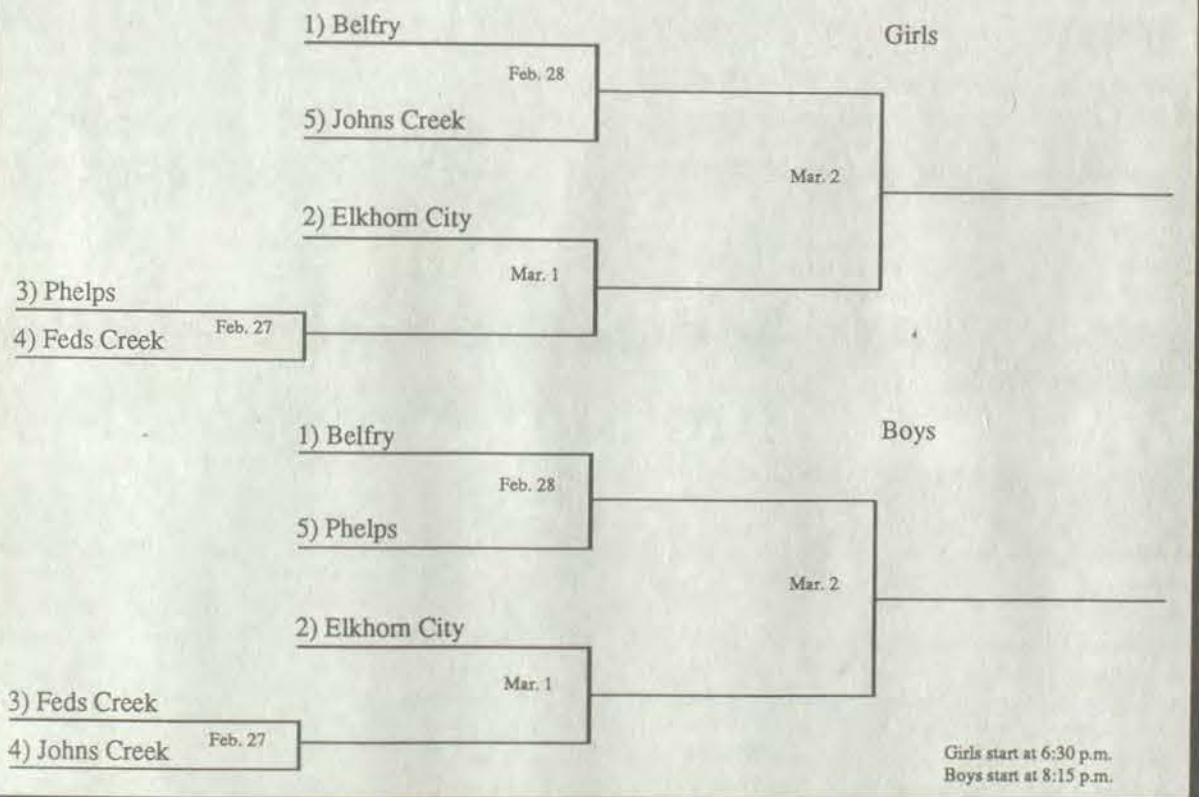 1) Belfry
Girls
Feb. 28
5) Johns Creek
Mar. 2
2) Elkhorn City
Mar. 1
3) Phelps
Feb. 27
4) Feds Creek
1) Belfry
Boys
Feb. 28
5) Phelps
Mar. 2
2) Elkhorn City
Mar. 1
3) Feds Creek
Feb. 27
4) Johns Creek
Girls start at 6:30 p.m.
Boys start at 8:15 p.m.